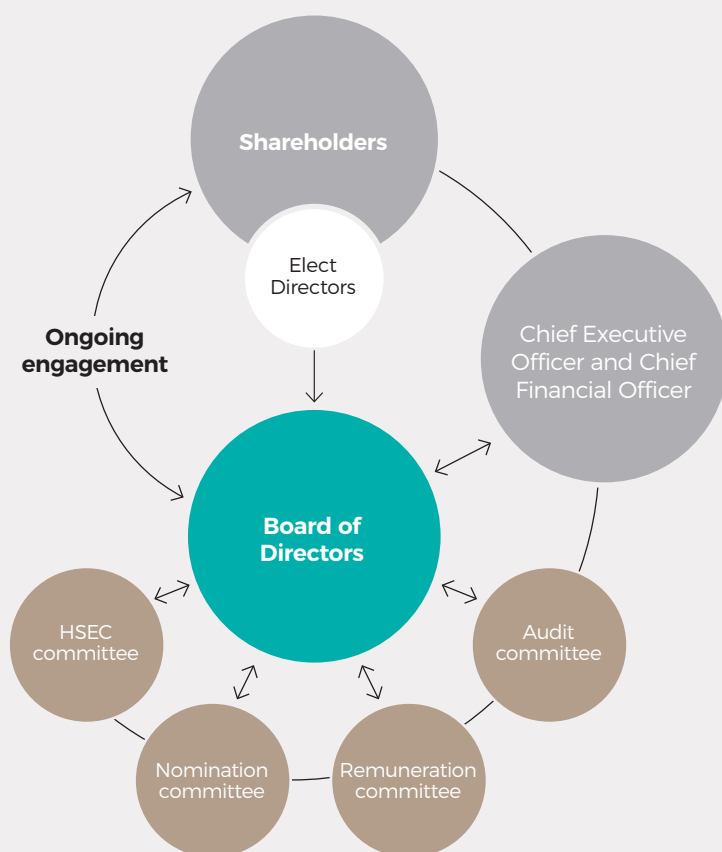 Shareholders
Elect
Directors
Ongoing
engagement
Chief Executive
Officer and Chief
Financial Officer
Board of
Directors
HSEC
committee
Audit
committee
Nomination
committee
Remuneration
committee